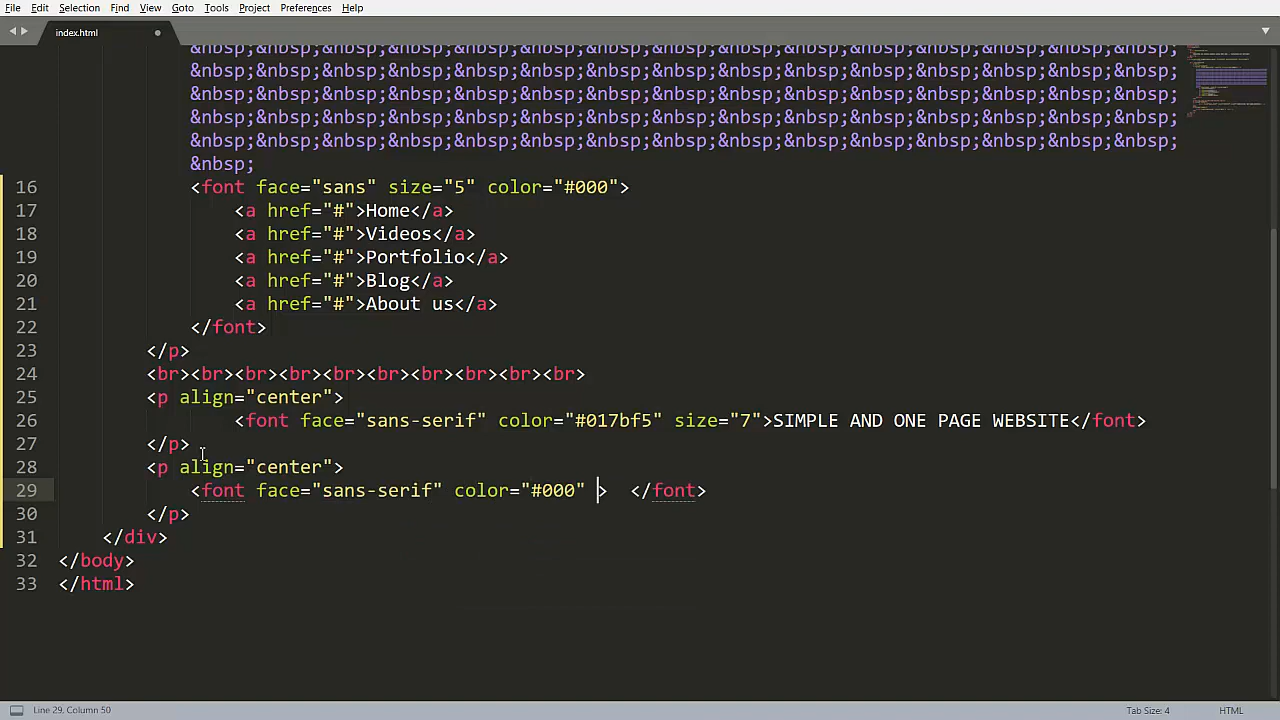 File Edit Selection Find View Goto Tools Project Preferences Help
index.html
&nbsp;&nbsp;&nbsp;&nbsp;&nbsp;&nbsp;&nbsp;&nbsp;&nbsp;&nbsp;&nbsp;&nbsp;&nbsp;&nbsp;&nbsp;
&nbsp;&nbsp;&nbsp;&nbsp;&nbsp;&nbsp;&nbsp;&nbsp;&nbsp;&nbsp;&nbsp;&nbsp;&nbsp;&nbsp;&nbsp;
&nbsp;&nbsp;&nbsp;&nbsp;&nbsp;&nbsp;&nbsp;&nbsp;&nbsp;&nbsp;&nbsp;&nbsp;&nbsp;&nbsp;&nbsp;
&nbsp;&nbsp;&nbsp;&nbsp;&nbsp;&nbsp;&nbsp;&nbsp;&nbsp;&nbsp;&nbsp;&nbsp;&nbsp;&nbsp;&nbsp;
&nbsp;&nbsp;&nbsp;&nbsp;&nbsp;&nbsp;&nbsp;&nbsp;&nbsp;&nbsp;&nbsp;&nbsp;&nbsp;&nbsp;&nbsp;
&nbsp;
16 <font face="sans" size="5" color="#000">
17 <a href="#">Home</a>
18 <a href="#">Videos</a>
19 <a href="#">Portfolio</a>
20 <a href="#">Blog</a>
21 <a href="#">About us</a>
22 </font>
23 </p>
24 <br><br><br><br><br><br><br><br><br><br>
25 <p align="center">
26 <font face="sans-serif" color="#017bf5" size="7">SIMPLE AND ONE PAGE WEBSITE</font>
27 </p>
28 <p align="center">
29 <font face="sans-serif" color="#000" >  </font>
30 </p>
31 </div>
32 </body>
33 </html>
Line 29, Column 50 Tab Size: 4 HTML